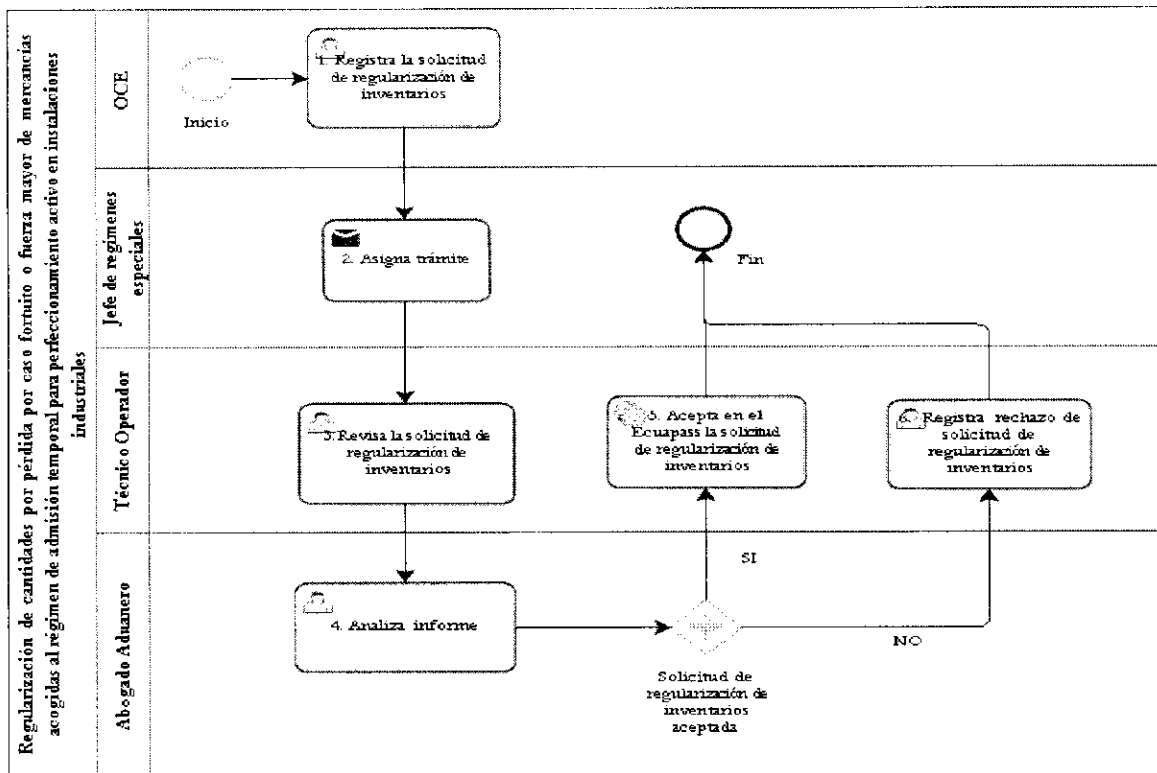 Regularización de cantidades por pérdida por caso fortuito o fuerza mayor de mercancías
acogidas al régimen de admisión temporal para perfeccionamiento activo en instalaciones
industriales
OCE
Inicio
1. Registra la solicitud
de regularización de
inventarios
Jefe de regímenes
especiales
2. Asigna trámite
Fin
Técnico Operador
3. Revisa la solicitud de
regularización de
inventarios
5. Acepta en el
Ecuapass la solicitud
de regularización de
inventarios
6. Registra rechazo de
solicitud de
regularización de
inventarios
Abogado Aduanero
4. Analiza informe
SI
NO
Solicitud de
regularización de
inventarios
aceptada